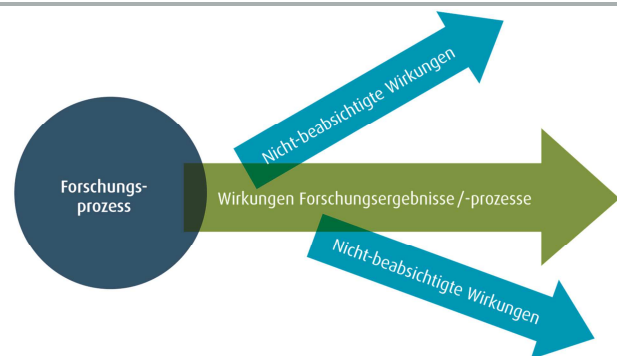 Nicht-beabsichtigte Wirkungen
Forschungs-
prozess
Wirkungen Forschungsergebnisse/-prozesse
Nicht-beabsichtigte Wirkungen